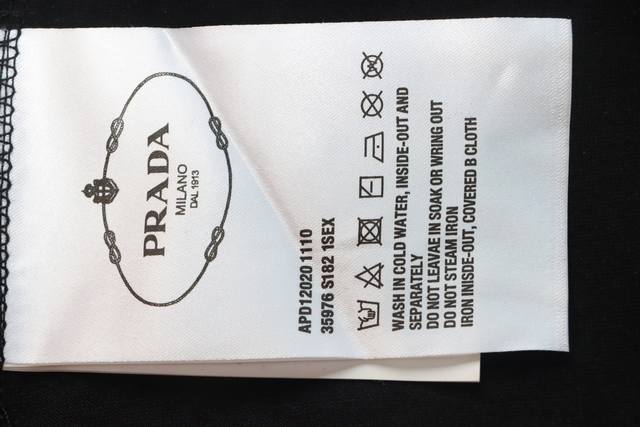 PRADA
MILANO
DAL 1913
APD12020 1110
35976 S182 1SEX
WASH IN COLD WATER, INSIDE-OUT AND
SEPARATELY
DO NOT LEAVAE IN SOAK OR WRING OUT
DO NOT STEAM IRON
IRON INISDE-OUT, COVERED B CLOTH